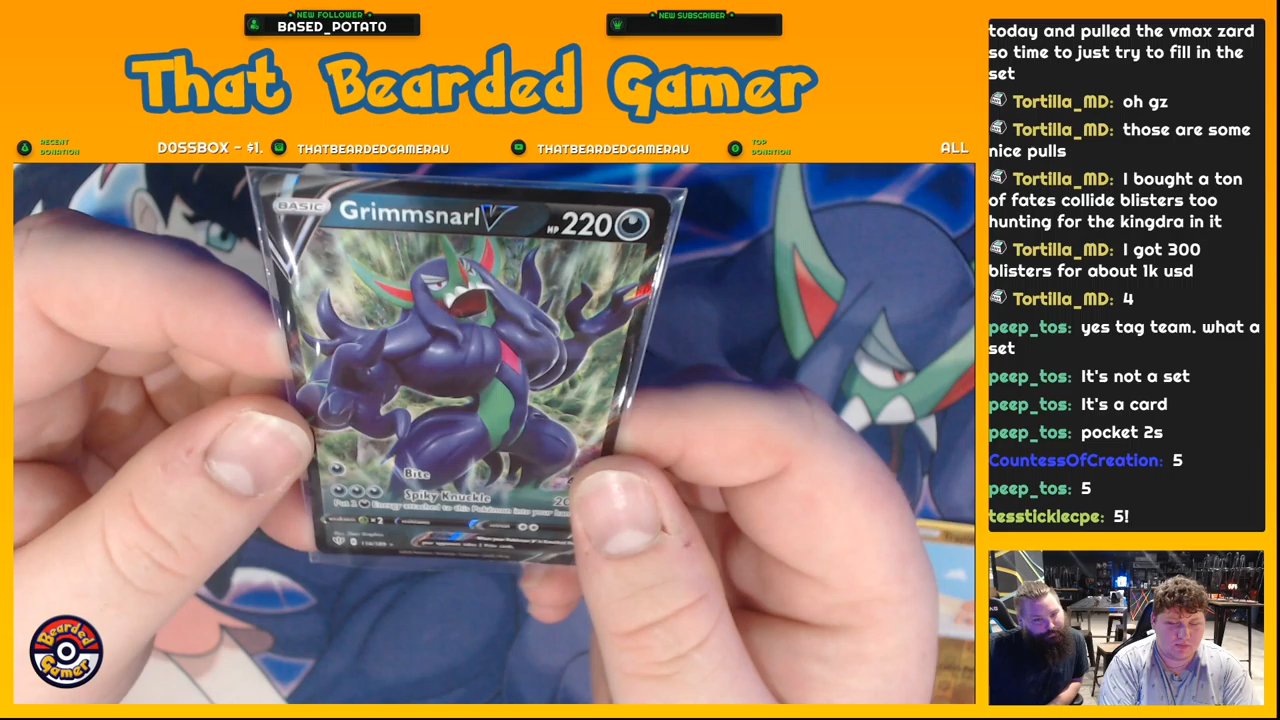 NEW FOLLOWER
BASED_POTATO
NEW SUBSCRIBER
That Bearded Gamer
RECENT
DONATION
DOSSBOX - $1.
THATBEARDEDGAMERAU
THATBEARDEDGAMERAU
TOP
DONATION
ALL
BASIC
Grimmsnarl V
HP 220
Bite
Spiky Knuckle
Bearded
Gamer
today and pulled the vmax zard
so time to just try to fill in the
set
Tortilla_MD: oh gz
Tortilla_MD: those are some
nice pulls
Tortilla_MD: I bought a ton
of fates collide blisters too
hunting for the kingdra in it
Tortilla_MD: I got 300
blisters for about 1k usd
Tortilla_MD: 4
peep_tos: yes tag team. what a
set
peep_tos: It's not a set
peep_tos: It's a card
peep_tos: pocket 2s
CountessOfCreation: 5
peep_tos: 5
tessticklecpe: 5!